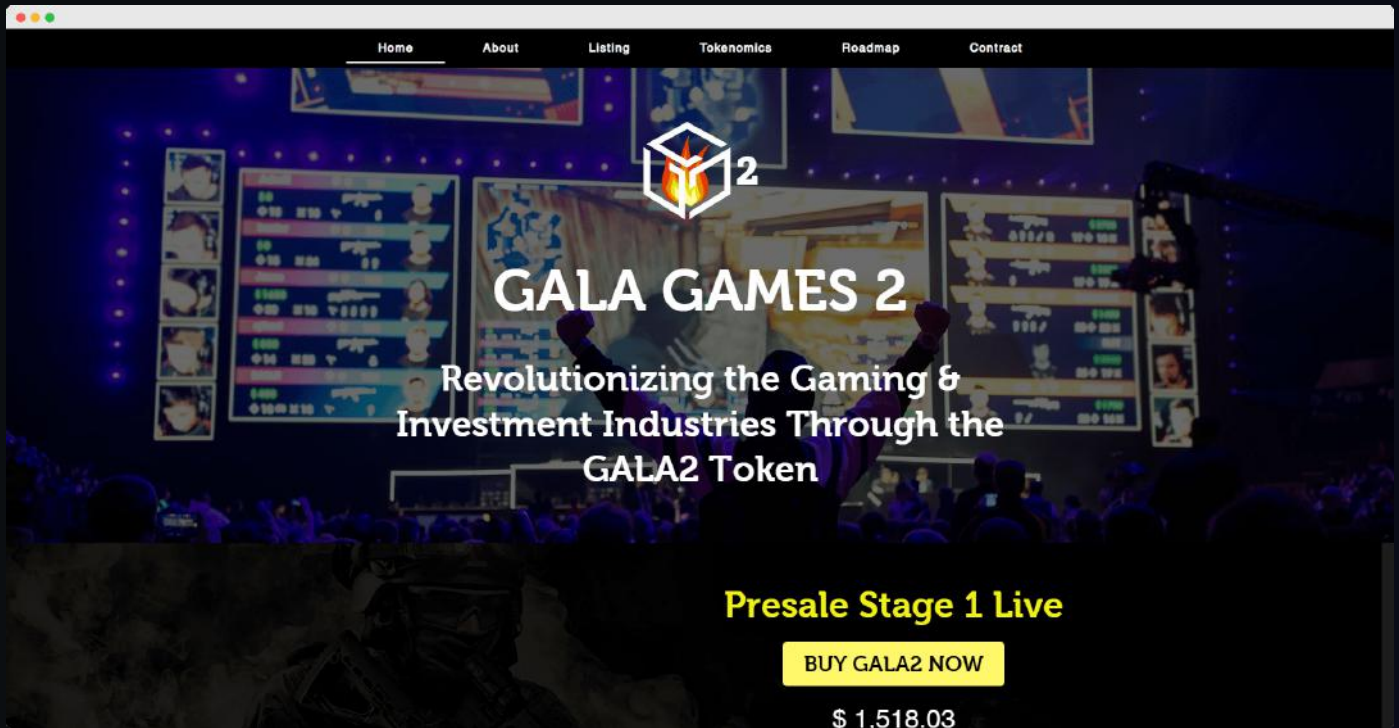 Home About Listing Tokenomics Roadmap Contract
2
GALA GAMES 2
Revolutionizing the Gaming &
Investment Industries Through the
GALA2 Token
Presale Stage 1 Live
BUY GALA2 NOW
$ 1,518.03